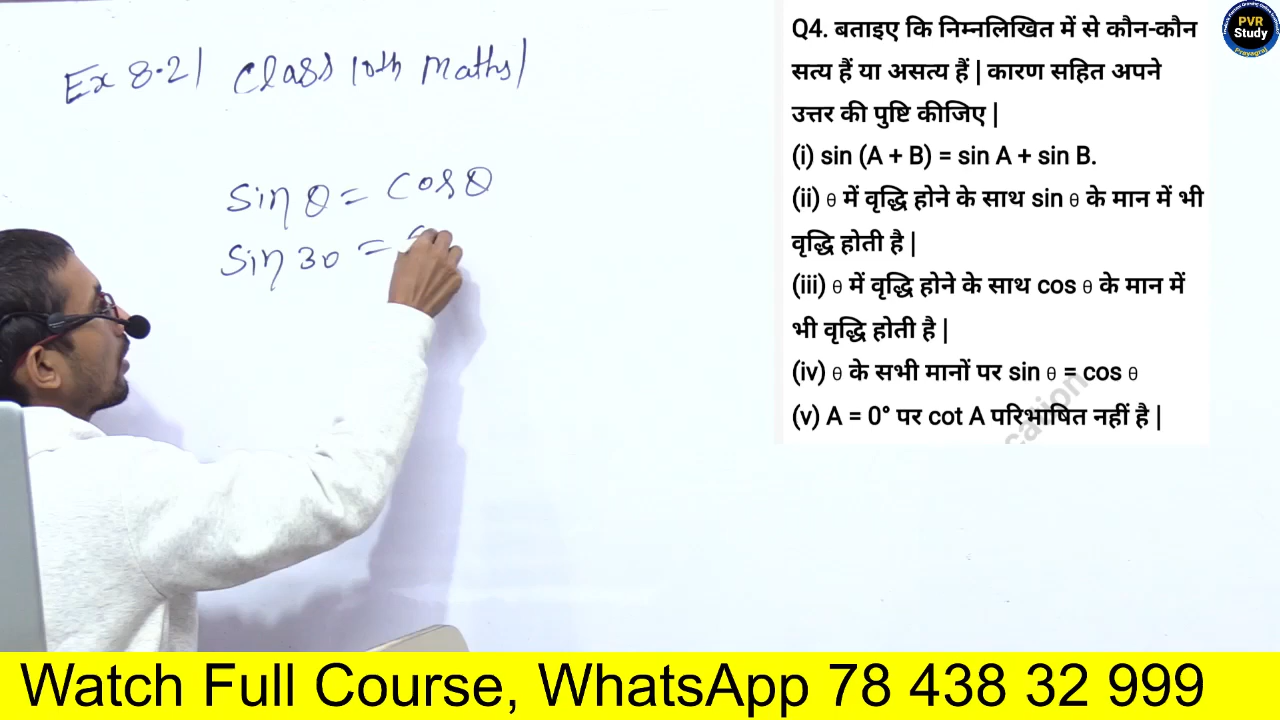 Ex 8.2 | Class 10th Maths |
sin θ = cos θ
sin 30 =
Q4. बताइए कि निम्नलिखित में से कौन-कौन
सत्य हैं या असत्य हैं | कारण सहित अपने
उत्तर की पुष्टि कीजिए |
(i) sin (A + B) = sin A + sin B.
(ii) θ में वृद्धि होने के साथ sin θ के मान में भी
वृद्धि होती है |
(iii) θ में वृद्धि होने के साथ cos θ के मान में
भी वृद्धि होती है |
(iv) θ के सभी मानों पर sin θ = cos θ
(v) A = 0° पर cot A परिभाषित नहीं है |
PVR
Study
Prayagraj
Watch Full Course, WhatsApp 78 438 32 999